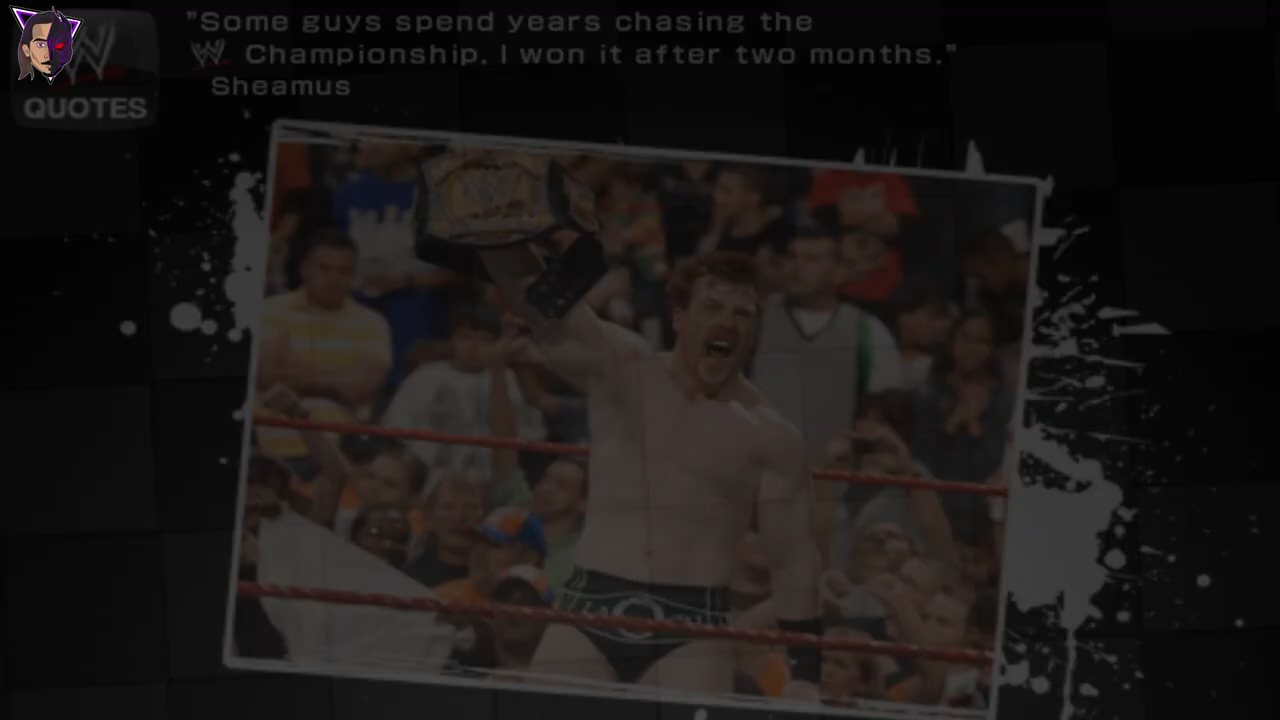 "Some guys spend years chasing the
W Championship. I won it after two months."
Sheamus
W
QUOTES